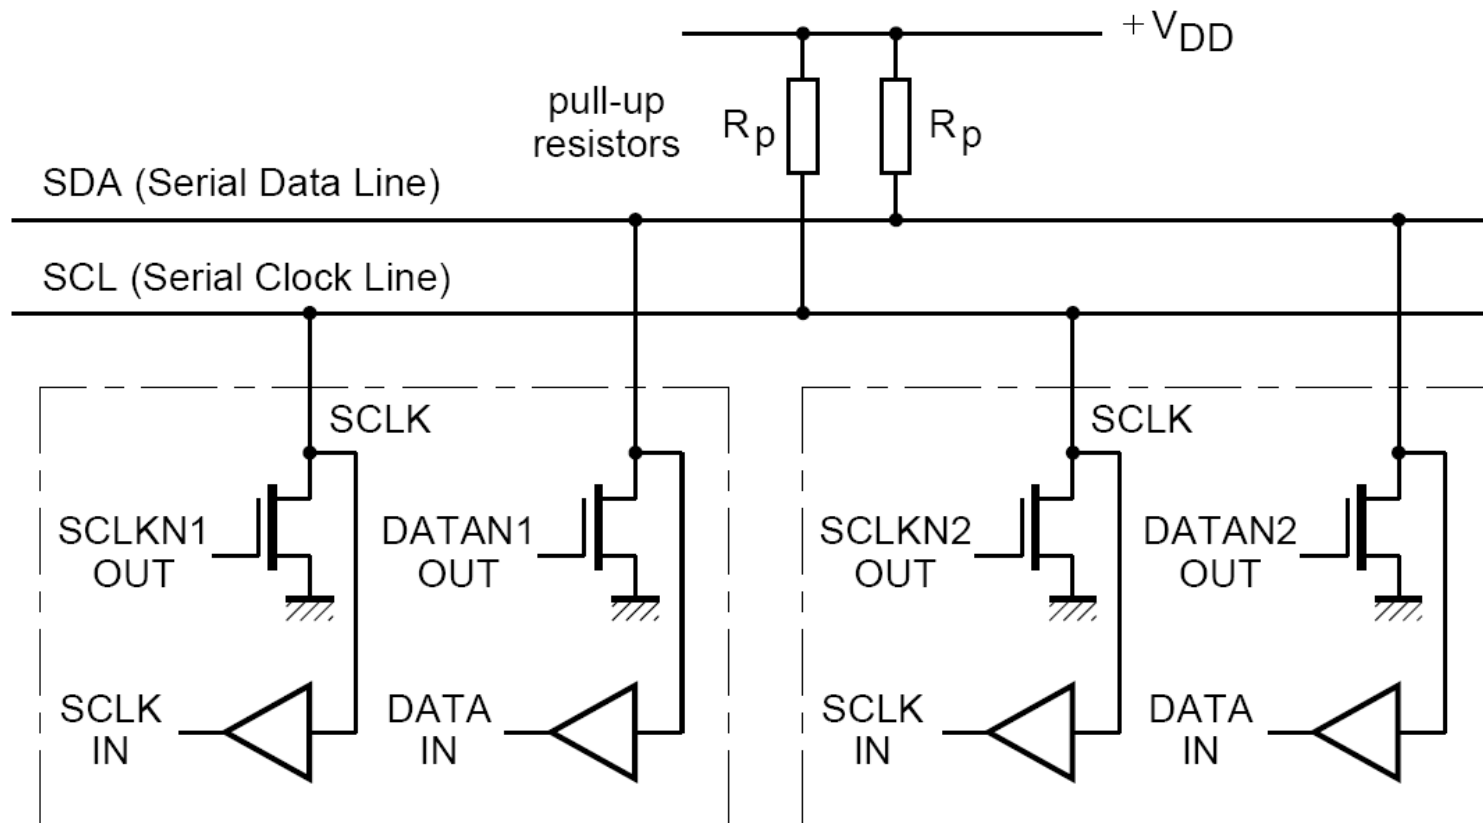 +VDD
pull-up
resistors
Rp
Rp
SDA (Serial Data Line)
SCL (Serial Clock Line)
SCLK
SCLKN1
OUT
DATAN1
OUT
SCLK
IN
DATA
IN
SCLK
SCLKN2
OUT
DATAN2
OUT
SCLK
IN
DATA
IN